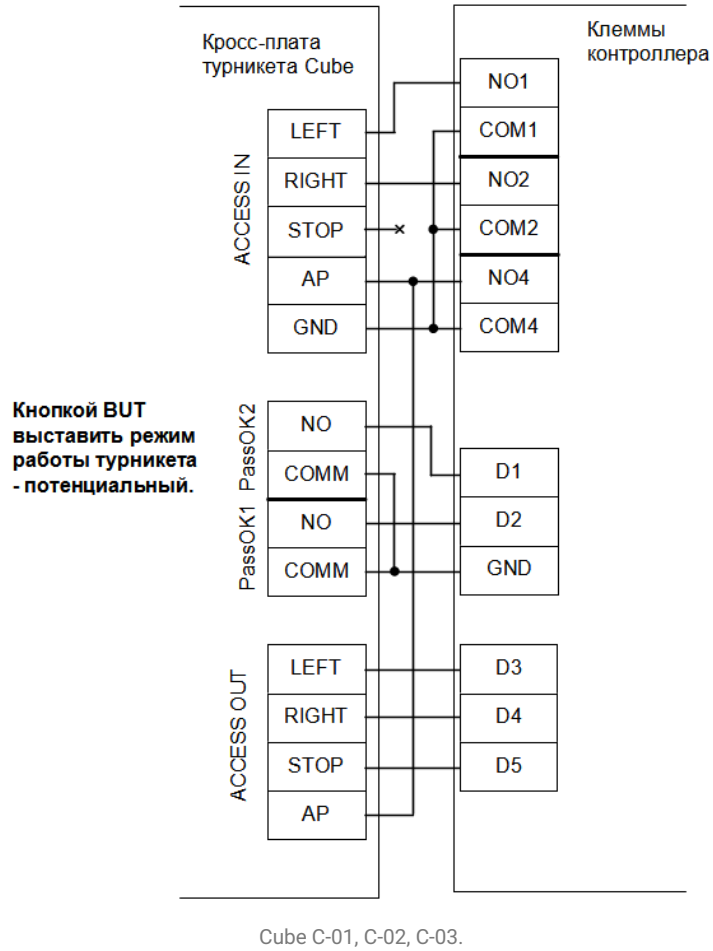 Кросс-плата
турникета Cube
Клеммы
контроллера
ACCESS IN
LEFT
RIGHT
STOP
AP
GND
NO1
COM1
NO2
COM2
NO4
COM4
Кнопкой BUT
выставить режим
работы турникета
- потенциальный.
PassOK2
NO
COMM
PassOK1
NO
COMM
D1
D2
GND
ACCESS OUT
LEFT
RIGHT
STOP
AP
D3
D4
D5
Cube C-01, C-02, C-03.